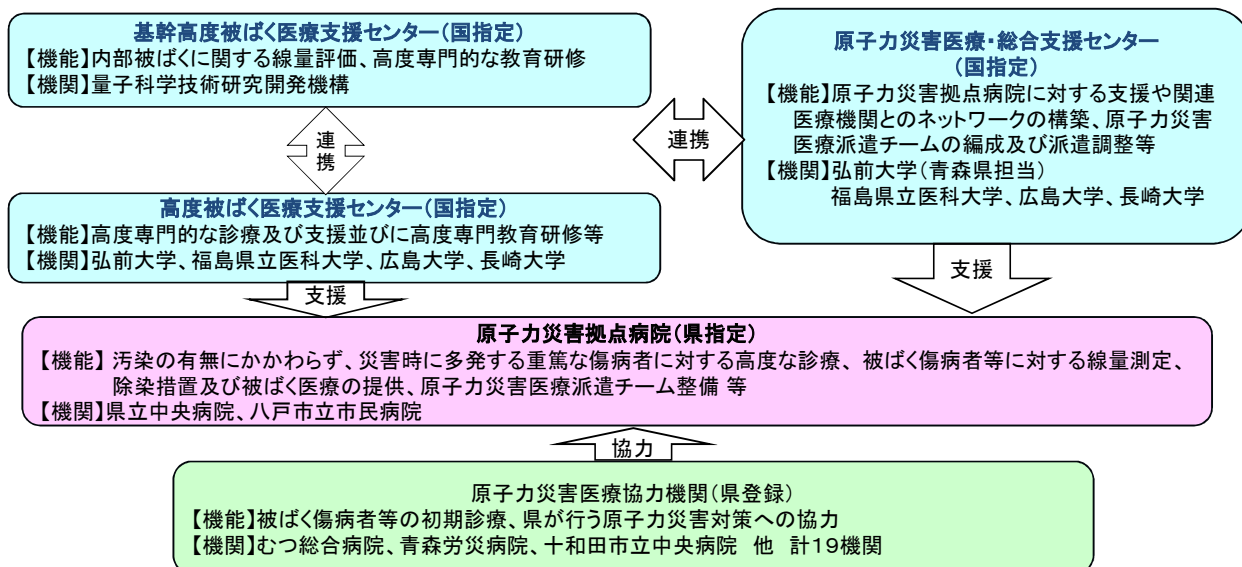 基幹高度被ばく医療支援センター(国指定)
【機能】内部被ばくに関する線量評価、高度専門的な教育研修
【機関】量子科学技術研究開発機構
連携
高度被ばく医療支援センター(国指定)
【機能】高度専門的な診療及び支援並びに高度専門教育研修等
【機関】弘前大学、福島県立医科大学、広島大学、長崎大学
連携
原子力災害医療・総合支援センター
(国指定)
【機能】原子力災害拠点病院に対する支援や関連
医療機関とのネットワークの構築、原子力災害
医療派遣チームの編成及び派遣調整等
【機関】弘前大学(青森県担当)
福島県立医科大学、広島大学、長崎大学
支援
支援
原子力災害拠点病院(県指定)
【機能】 汚染の有無にかかわらず、災害時に多発する重篤な傷病者に対する高度な診療、被ばく傷病者等に対する線量測定、
除染措置及び被ばく医療の提供、原子力災害医療派遣チーム整備 等
【機関】県立中央病院、八戸市立市民病院
協力
原子力災害医療協力機関(県登録)
【機能】被ばく傷病者等の初期診療、県が行う原子力災害対策への協力
【機関】むつ総合病院、青森労災病院、十和田市立中央病院 他 計19機関